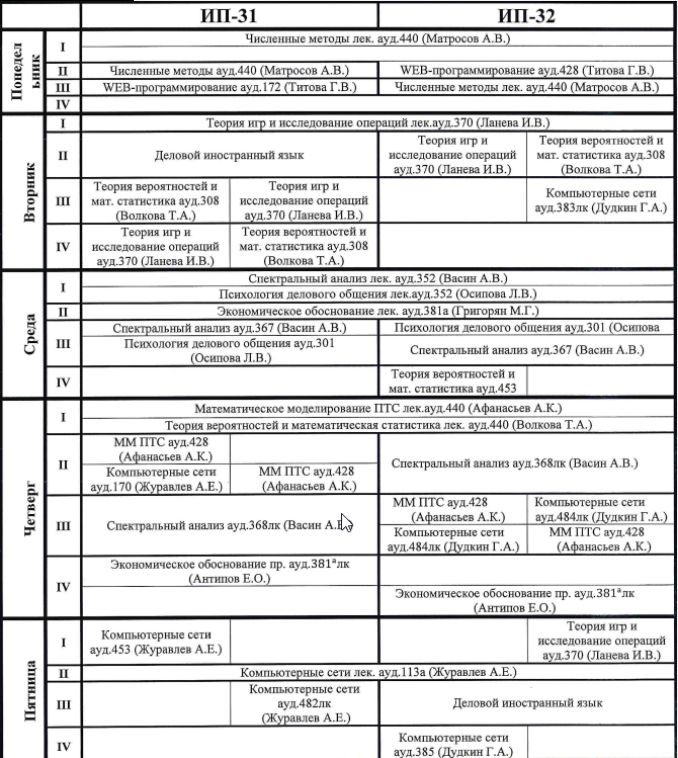 ИП-31
ИП-32
Понедел
ьник
I
Численные методы лек. ауд.440 (Матросов А.В.)
II
Численные методы ауд.440 (Матросов А.В.)
WEB-программирование ауд.428 (Титова Г.В.)
III
WEB-программирование ауд.172 (Титова Г.В.)
Численные методы лек. ауд.440 (Матросов А.В.)
IV
Вторник
I
Теория игр и исследование операций лек.ауд.370 (Ланева И.В.)
II
Деловой иностранный язык
Теория игр и
исследование операций
ауд.370 (Ланева И.В.)
Теория вероятностей и
мат. статистика ауд.308
(Волкова Т.А.)
III
Теория вероятностей и
мат. статистика ауд.308
(Волкова Т.А.)
Теория игр и
исследование операций
ауд.370 (Ланева И.В.)
Компьютерные сети
ауд.383лк (Дудкин Г.А.)
IV
Теория игр и
исследование операций
ауд.370 (Ланева И.В.)
Теория вероятностей и
мат. статистика ауд.308
(Волкова Т.А.)
Среда
I
Спектральный анализ лек. ауд.352 (Васин А.В.)
Психология делового общения лек.ауд.352 (Осипова Л.В.)
II
Экономическое обоснование лек. ауд.381а (Григорян М.Г.)
III
Спектральный анализ ауд.367 (Васин А.В.)
Психология делового общения ауд.301
(Осипова Л.В.)
Психология делового общения ауд.301 (Осипова
Спектральный анализ ауд.367 (Васин А.В.)
IV
Теория вероятностей и
мат. статистика ауд.453
Четверг
I
Математическое моделирование ПТС лек.ауд.440 (Афанасьев А.К.)
Теория вероятностей и математическая статистика лек. ауд.440 (Волкова Т.А.)
II
ММ ПТС ауд.428
(Афанасьев А.К.)
Компьютерные сети
ауд.170 (Журавлев А.Е.)
ММ ПТС ауд.428
(Афанасьев А.К.)
Спектральный анализ ауд.368лк (Васин А.В.)
III
Спектральный анализ ауд.368лк (Васин А.В.)
ММ ПТС ауд.428
(Афанасьев А.К.)
Компьютерные сети
ауд.484лк (Дудкин Г.А.)
Компьютерные сети
ауд.484лк (Дудкин Г.А.)
ММ ПТС ауд.428
(Афанасьев А.К.)
IV
Экономическое обоснование пр. ауд.381ᵃлк
(Антипов Е.О.)
Экономическое обоснование пр. ауд.381ᵃлк
(Антипов Е.О.)
Пятница
I
Компьютерные сети
ауд.453 (Журавлев А.Е.)
Теория игр и
исследование операций
ауд.370 (Ланева И.В.)
II
Компьютерные сети лек. ауд.113а (Журавлев А.Е.)
III
Компьютерные сети
ауд.482лк
(Журавлев А.Е.)
Деловой иностранный язык
IV
Компьютерные сети
ауд.385 (Дудкин Г.А.)